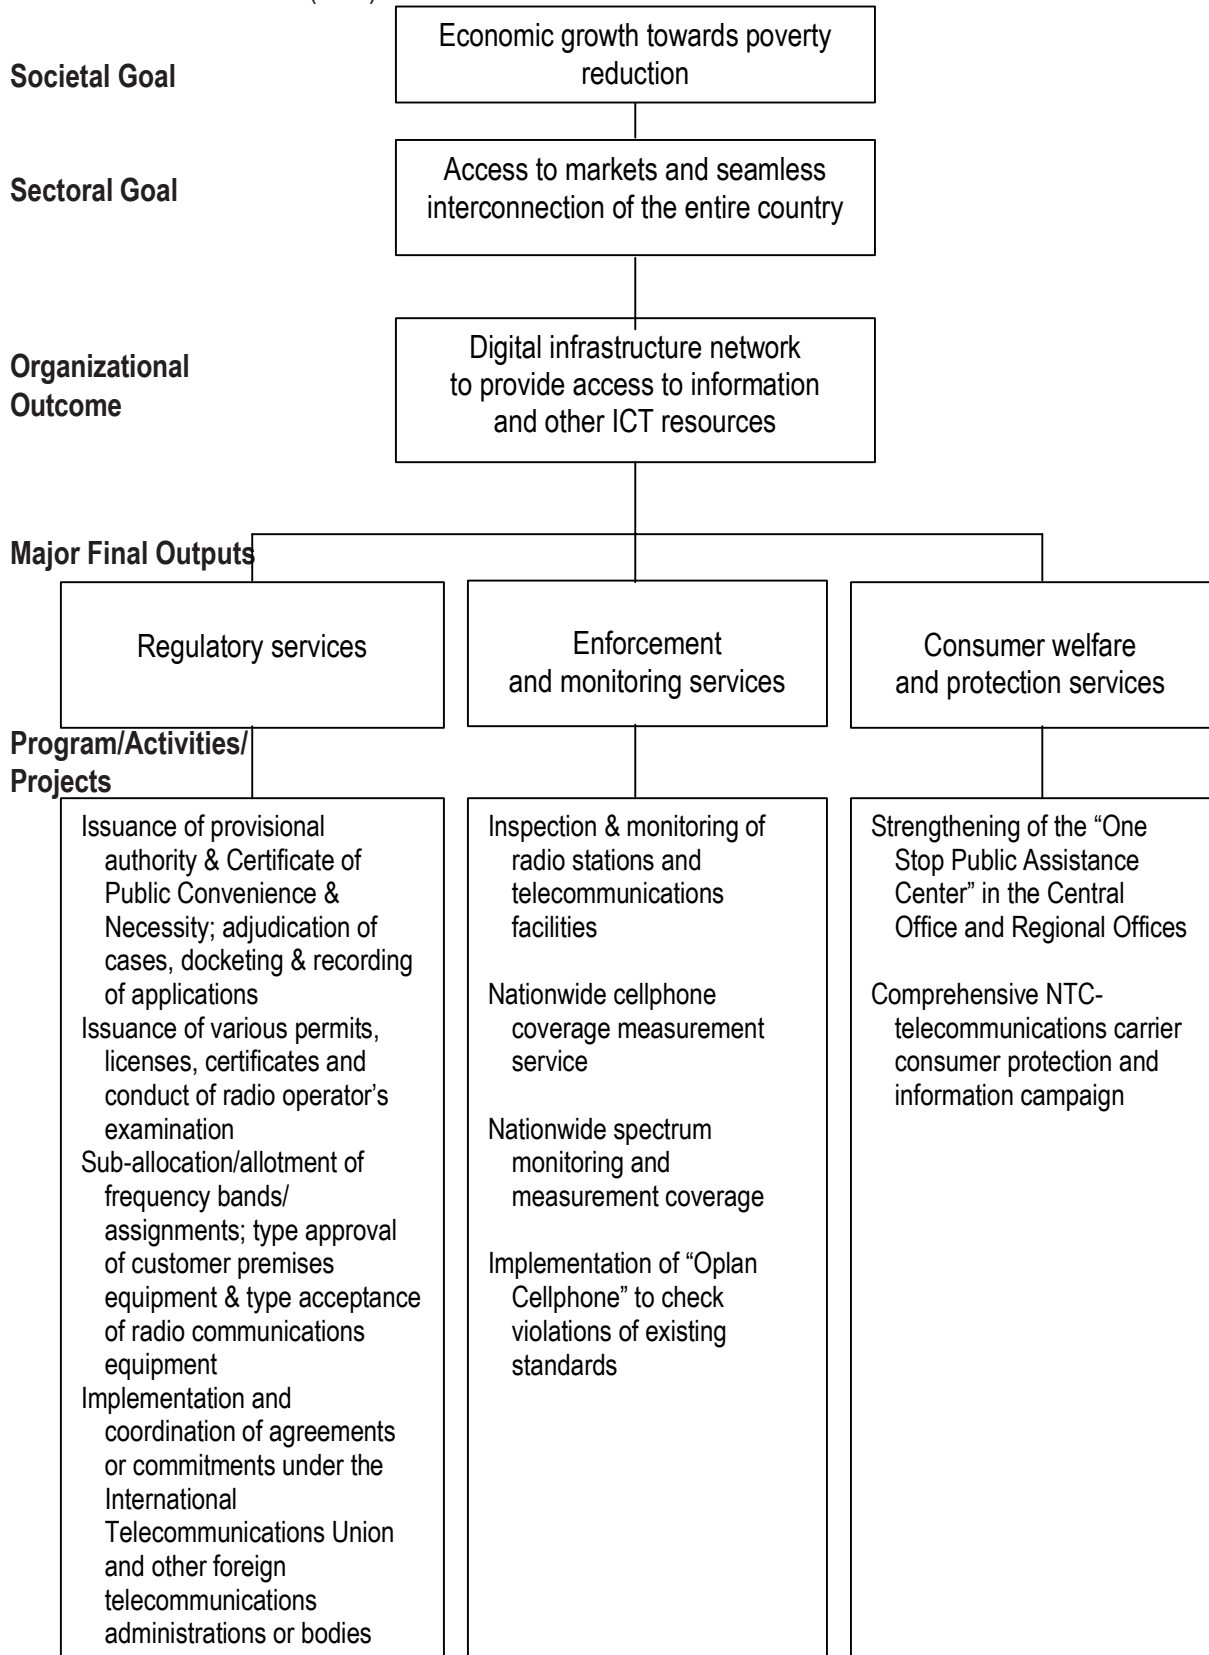 Economic growth towards poverty
reduction
Societal Goal
Access to markets and seamless
interconnection of the entire country
Sectoral Goal
Digital infrastructure network
to provide access to information
and other ICT resources
Organizational
Outcome
Major Final Outputs
Regulatory services
Enforcement
and monitoring services
Consumer welfare
and protection services
Program/Activities/
Projects
Issuance of provisional
authority & Certificate of
Public Convenience &
Necessity; adjudication of
cases, docketing & recording
of applications
Issuance of various permits,
licenses, certificates and
conduct of radio operator’s
examination
Sub-allocation/allotment of
frequency bands/
assignments; type approval
of customer premises
equipment & type acceptance
of radio communications
equipment
Implementation and
coordination of agreements
or commitments under the
International
Telecommunications Union
and other foreign
telecommunications
administrations or bodies
Inspection & monitoring of
radio stations and
telecommunications
facilities
Nationwide cellphone
coverage measurement
service
Nationwide spectrum
monitoring and
measurement coverage
Implementation of “Oplan
Cellphone” to check
violations of existing
standards
Strengthening of the “One
Stop Public Assistance
Center” in the Central
Office and Regional Offices
Comprehensive NTC-
telecommunications carrier
consumer protection and
information campaign